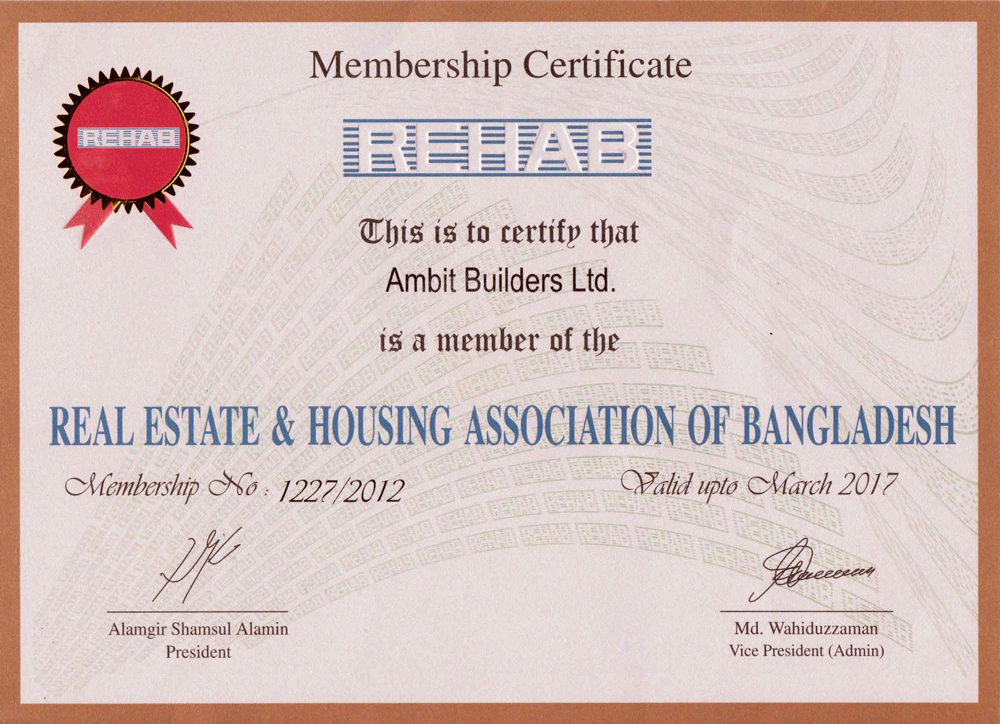 Membership Certificate
REHAB
REHAB
This is to certify that
Ambit Builders Ltd.
is a member of the
REAL ESTATE & HOUSING ASSOCIATION OF BANGLADESH
Membership No : 1227/2012
Valid upto March 2017
Alamgir Shamsul Alamin
President
Md. Wahiduzzaman
Vice President (Admin)